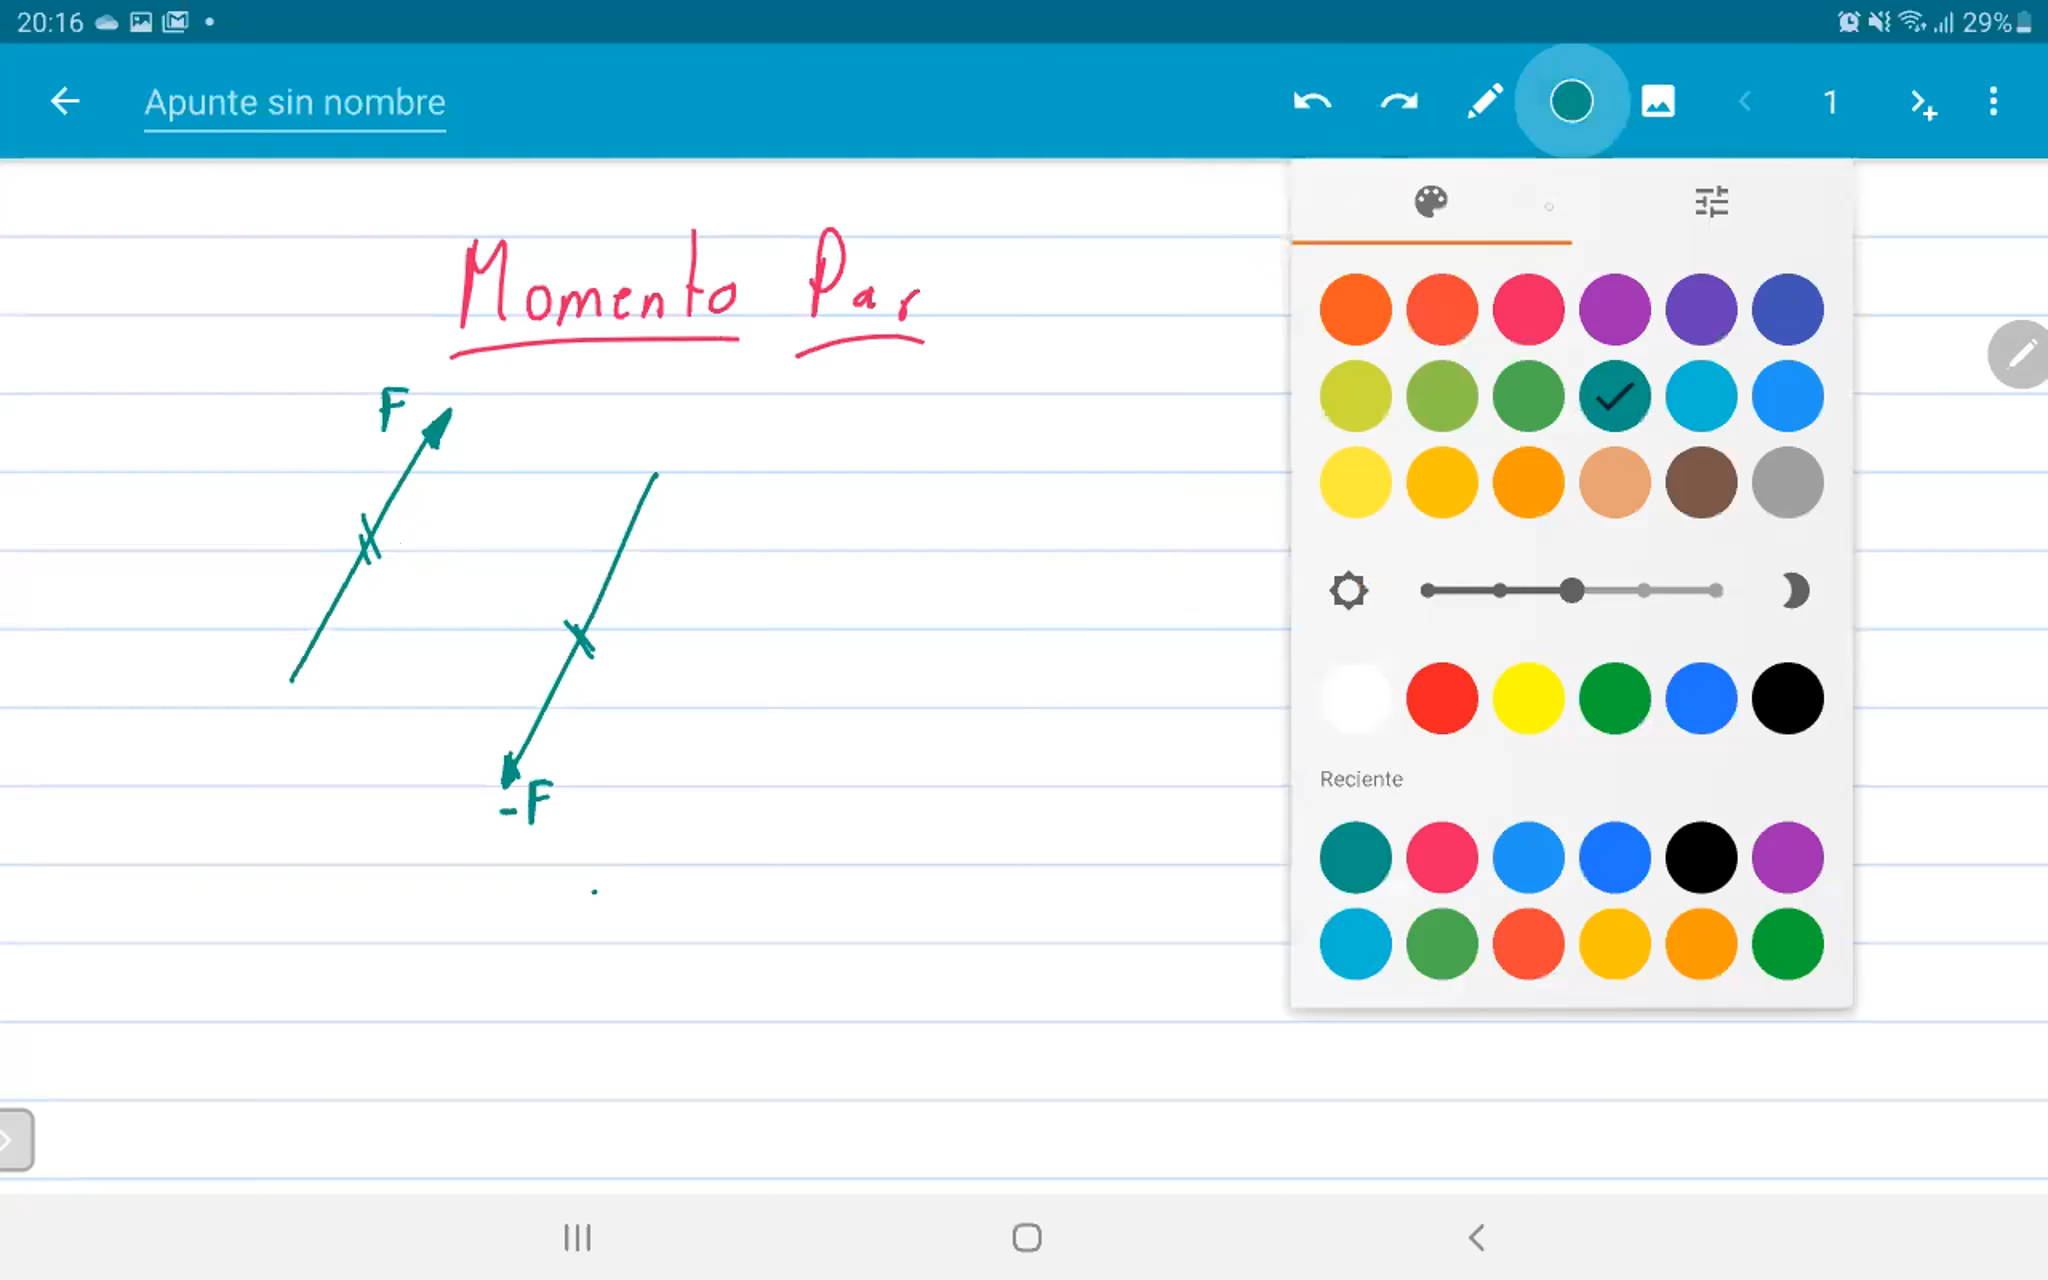 20:16 29%
Apunte sin nombre 1
Momento Par
F
-F
Reciente